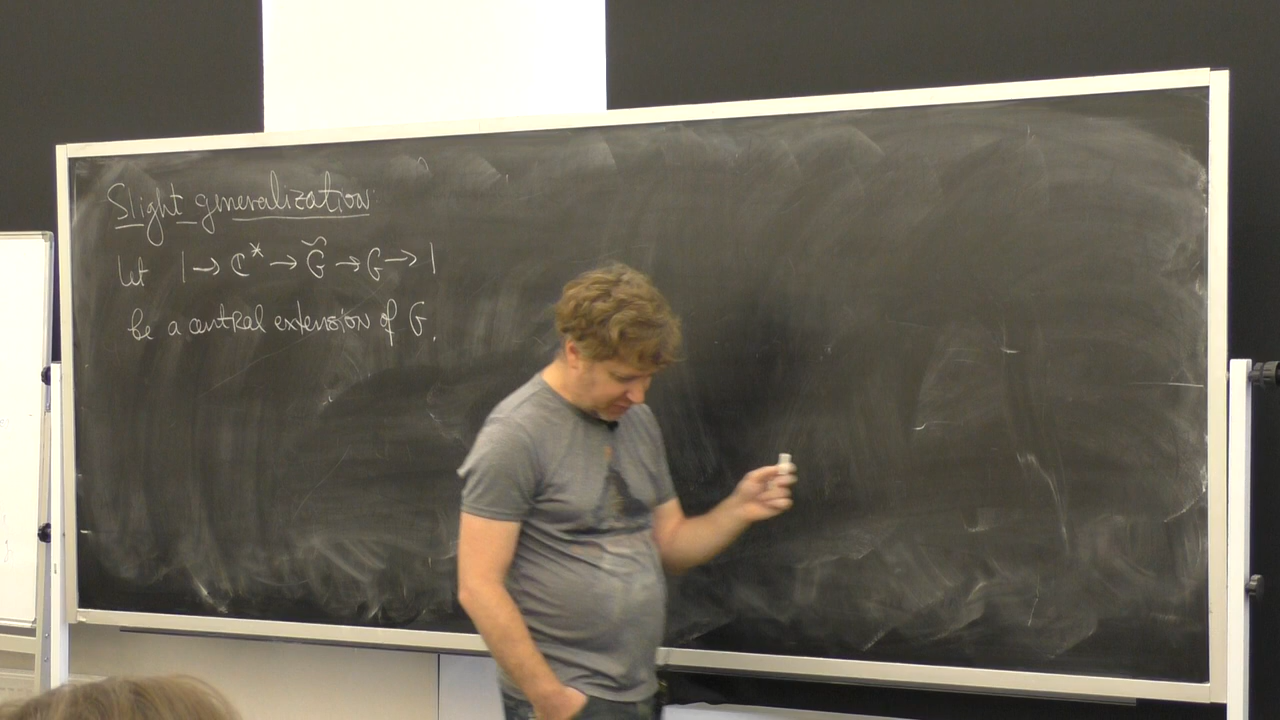 Slight generalization:
Let 1 → ℂ* → G̃ → G → 1
be a central extension of G.